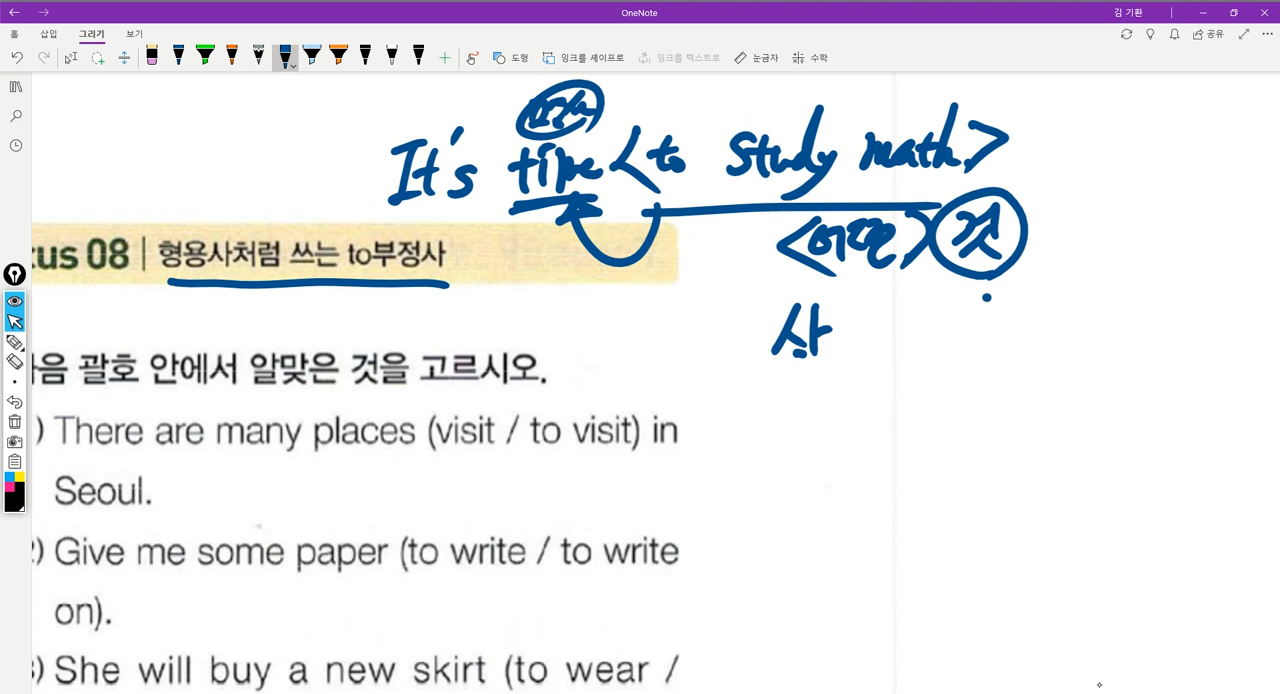 OneNote
김 기환
홈 삽입 그리기 보기
공유
도형 잉크를 셰이프로 잉크를 텍스트로 눈금자 수학
It's time <to study math>
<어떤> 것
상
us 08 | 형용사처럼 쓰는 to부정사
음 괄호 안에서 알맞은 것을 고르시오.
) There are many places (visit / to visit) in
Seoul.
) Give me some paper (to write / to write
on).
) She will buy a new skirt (to wear /